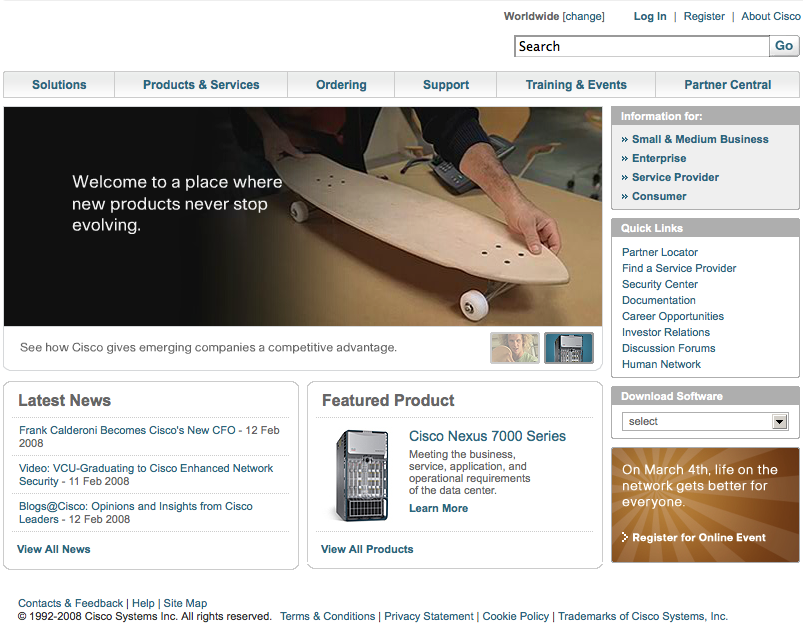 Worldwide [change] Log In | Register | About Cisco
Search Go
Solutions Products & Services Ordering Support Training & Events Partner Central
Welcome to a place where
new products never stop
evolving.
See how Cisco gives emerging companies a competitive advantage.
Information for:
» Small & Medium Business
» Enterprise
» Service Provider
» Consumer
Quick Links
Partner Locator
Find a Service Provider
Security Center
Documentation
Career Opportunities
Investor Relations
Discussion Forums
Human Network
Download Software
select
On March 4th, life on the
network gets better for
everyone.
Register for Online Event
Latest News
Frank Calderoni Becomes Cisco's New CFO - 12 Feb
2008
Video: VCU-Graduating to Cisco Enhanced Network
Security - 11 Feb 2008
Blogs@Cisco: Opinions and Insights from Cisco
Leaders - 12 Feb 2008
View All News
Featured Product
Cisco Nexus 7000 Series
Meeting the business,
service, application, and
operational requirements
of the data center.
Learn More
View All Products
Contacts & Feedback | Help | Site Map
© 1992-2008 Cisco Systems Inc. All rights reserved. Terms & Conditions | Privacy Statement | Cookie Policy | Trademarks of Cisco Systems, Inc.